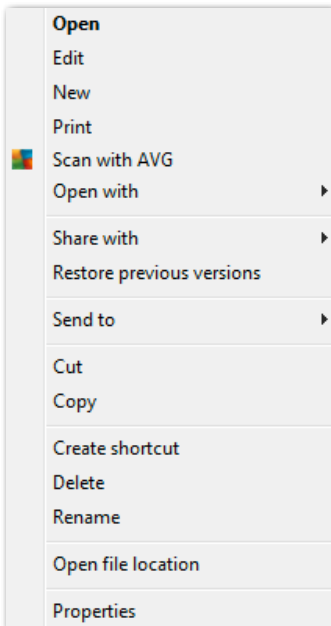 Open
Edit
New
Print
Scan with AVG
Open with
Share with
Restore previous versions
Send to
Cut
Copy
Create shortcut
Delete
Rename
Open file location
Properties